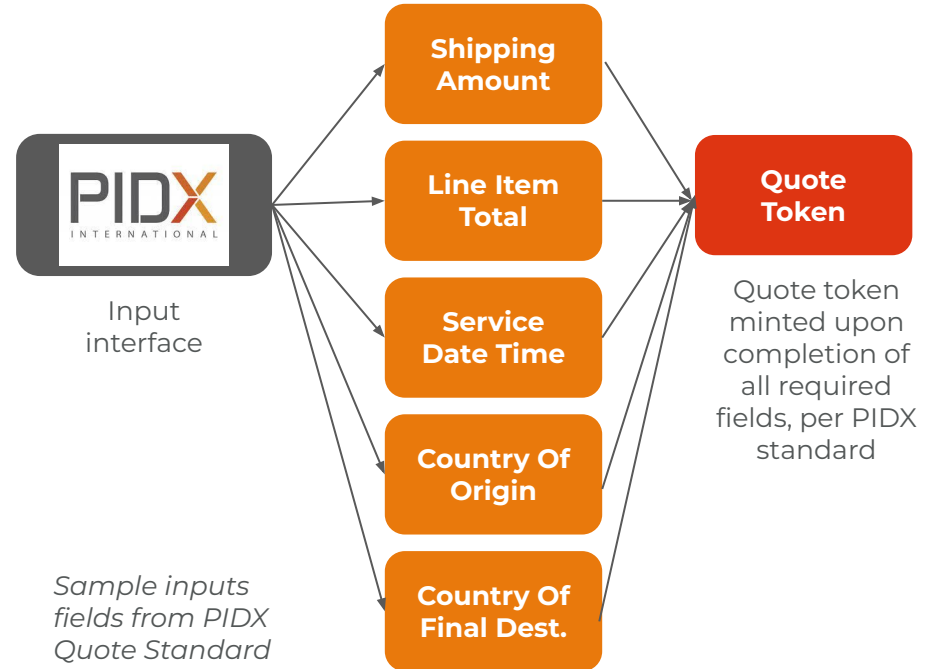 PIDX
INTERNATIONAL
Input
interface
Sample inputs
fields from PIDX
Quote Standard
Shipping
Amount
Line Item
Total
Service
Date Time
Country Of
Origin
Country Of
Final Dest.
Quote
Token
Quote token
minted upon
completion of
all required
fields, per PIDX
standard